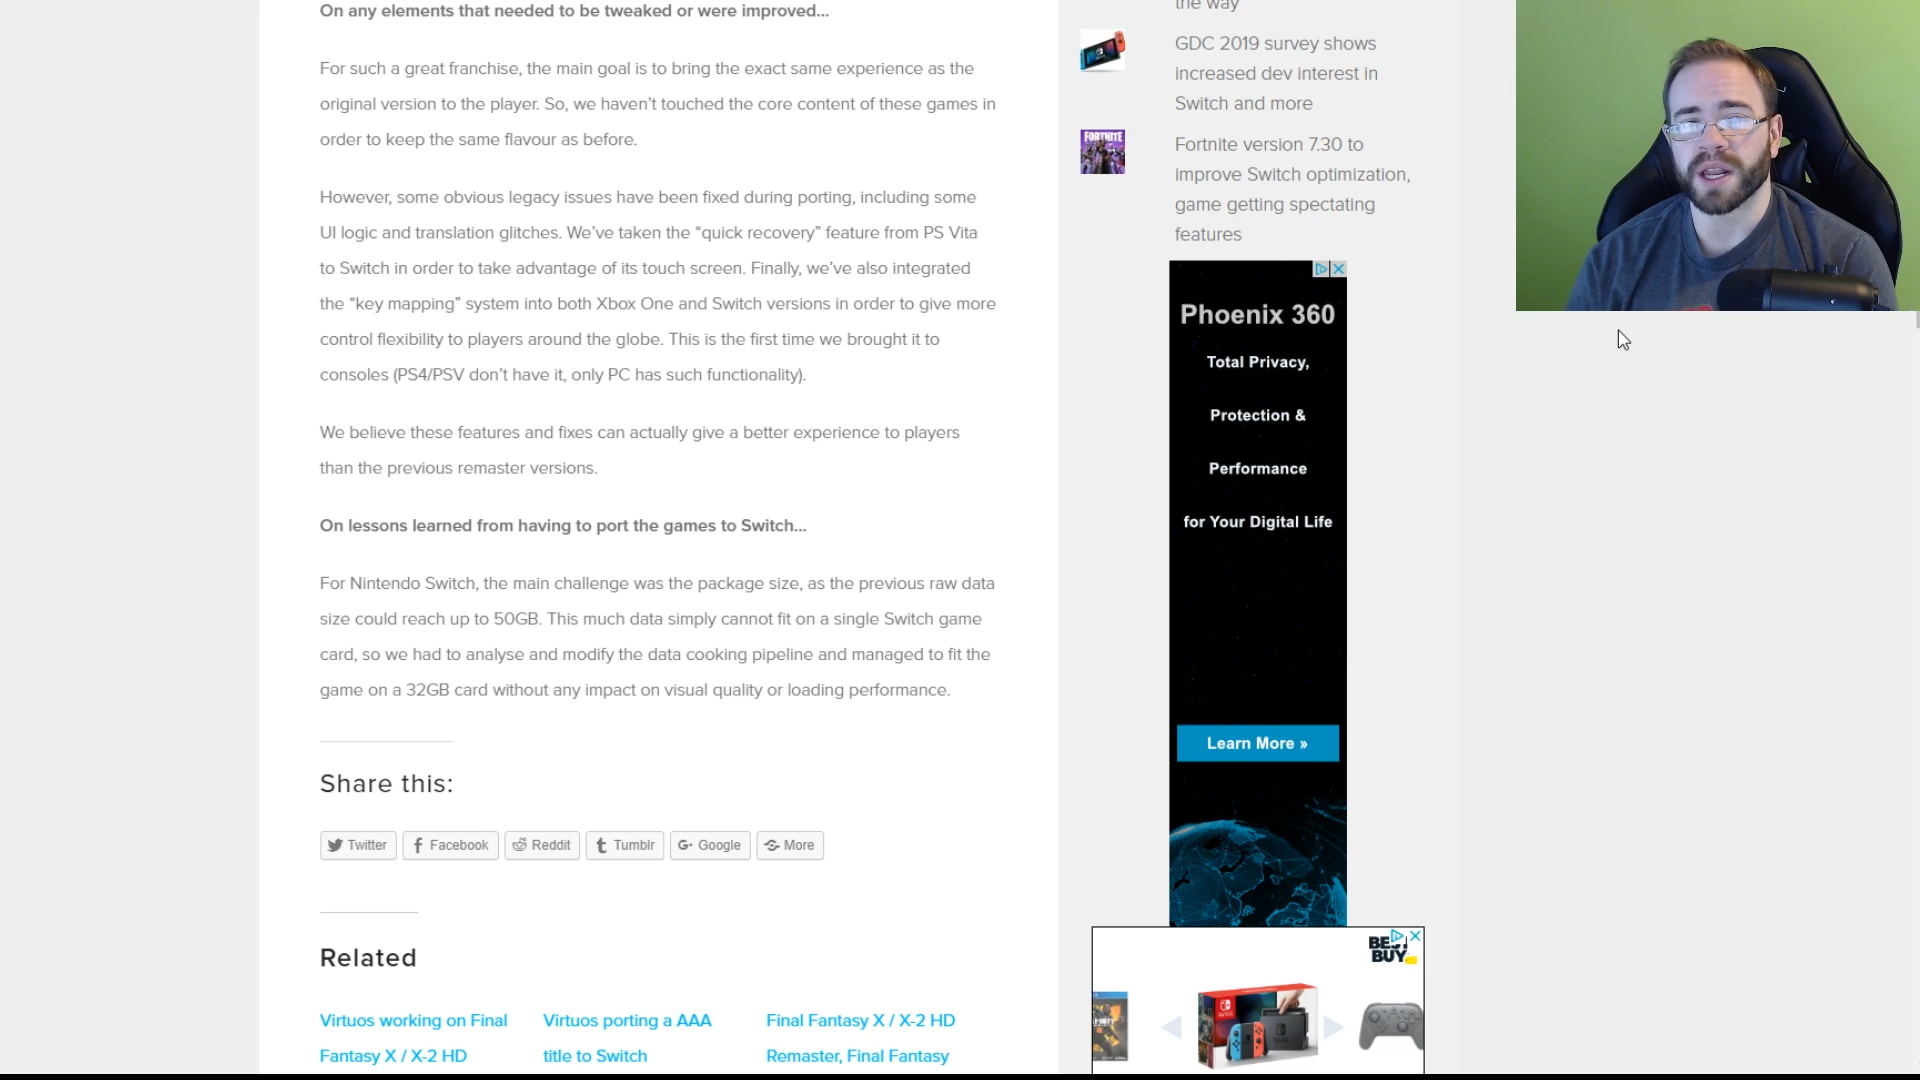 On any elements that needed to be tweaked or were improved…
For such a great franchise, the main goal is to bring the exact same experience as the
original version to the player. So, we haven’t touched the core content of these games in
order to keep the same flavour as before.
However, some obvious legacy issues have been fixed during porting, including some
UI logic and translation glitches. We’ve taken the “quick recovery” feature from PS Vita
to Switch in order to take advantage of its touch screen. Finally, we’ve also integrated
the “key mapping” system into both Xbox One and Switch versions in order to give more
control flexibility to players around the globe. This is the first time we brought it to
consoles (PS4/PSV don’t have it, only PC has such functionality).
We believe these features and fixes can actually give a better experience to players
than the previous remaster versions.
On lessons learned from having to port the games to Switch…
For Nintendo Switch, the main challenge was the package size, as the previous raw data
size could reach up to 50GB. This much data simply cannot fit on a single Switch game
card, so we had to analyse and modify the data cooking pipeline and managed to fit the
game on a 32GB card without any impact on visual quality or loading performance.
Share this:
Twitter
Facebook
Reddit
Tumblr
Google
More
Related
Virtuos working on Final
Fantasy X / X-2 HD
Virtuos porting a AAA
title to Switch
Final Fantasy X / X-2 HD
Remaster, Final Fantasy
the way
GDC 2019 survey shows
increased dev interest in
Switch and more
FORTNITE
Fortnite version 7.30 to
improve Switch optimization,
game getting spectating
features
Phoenix 360
Total Privacy,
Protection &
Performance
for Your Digital Life
Learn More »
BEST
BUY